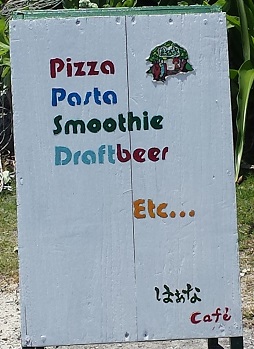 Pizza
Pasta
Smoothie
Draftbeer
Etc...
はぁな
Café